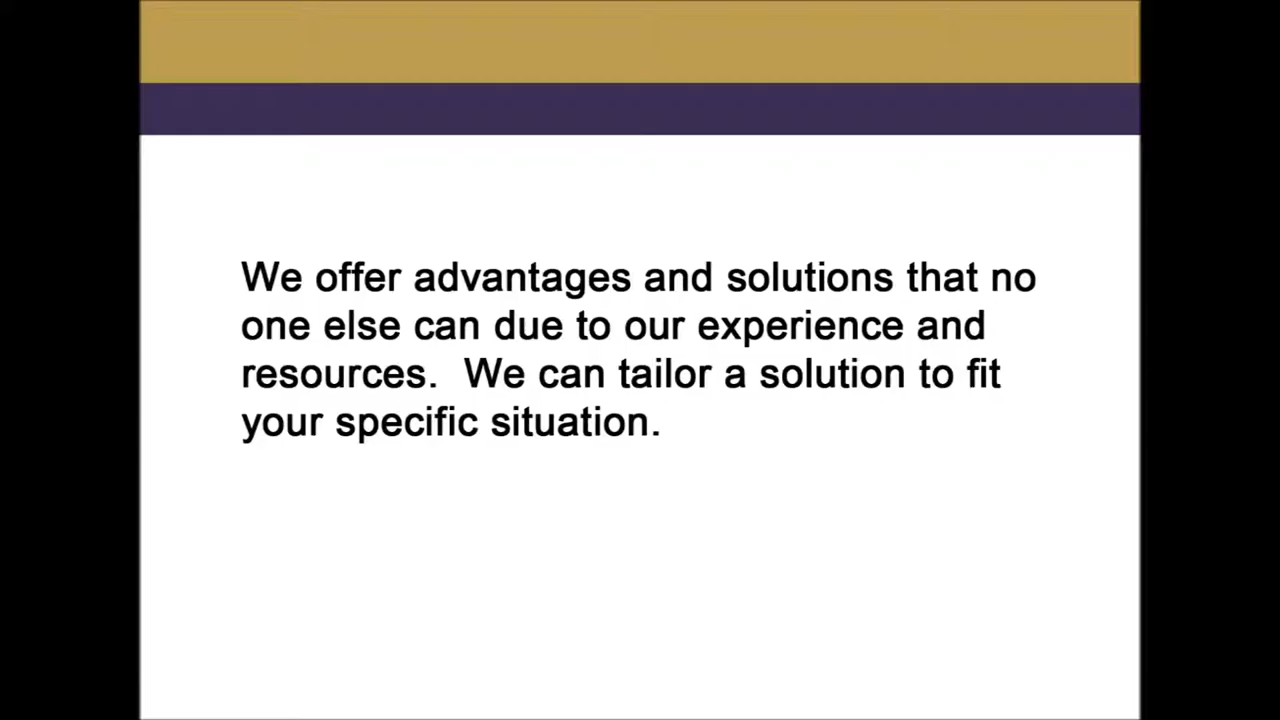 We offer advantages and solutions that no
one else can due to our experience and
resources.  We can tailor a solution to fit
your specific situation.